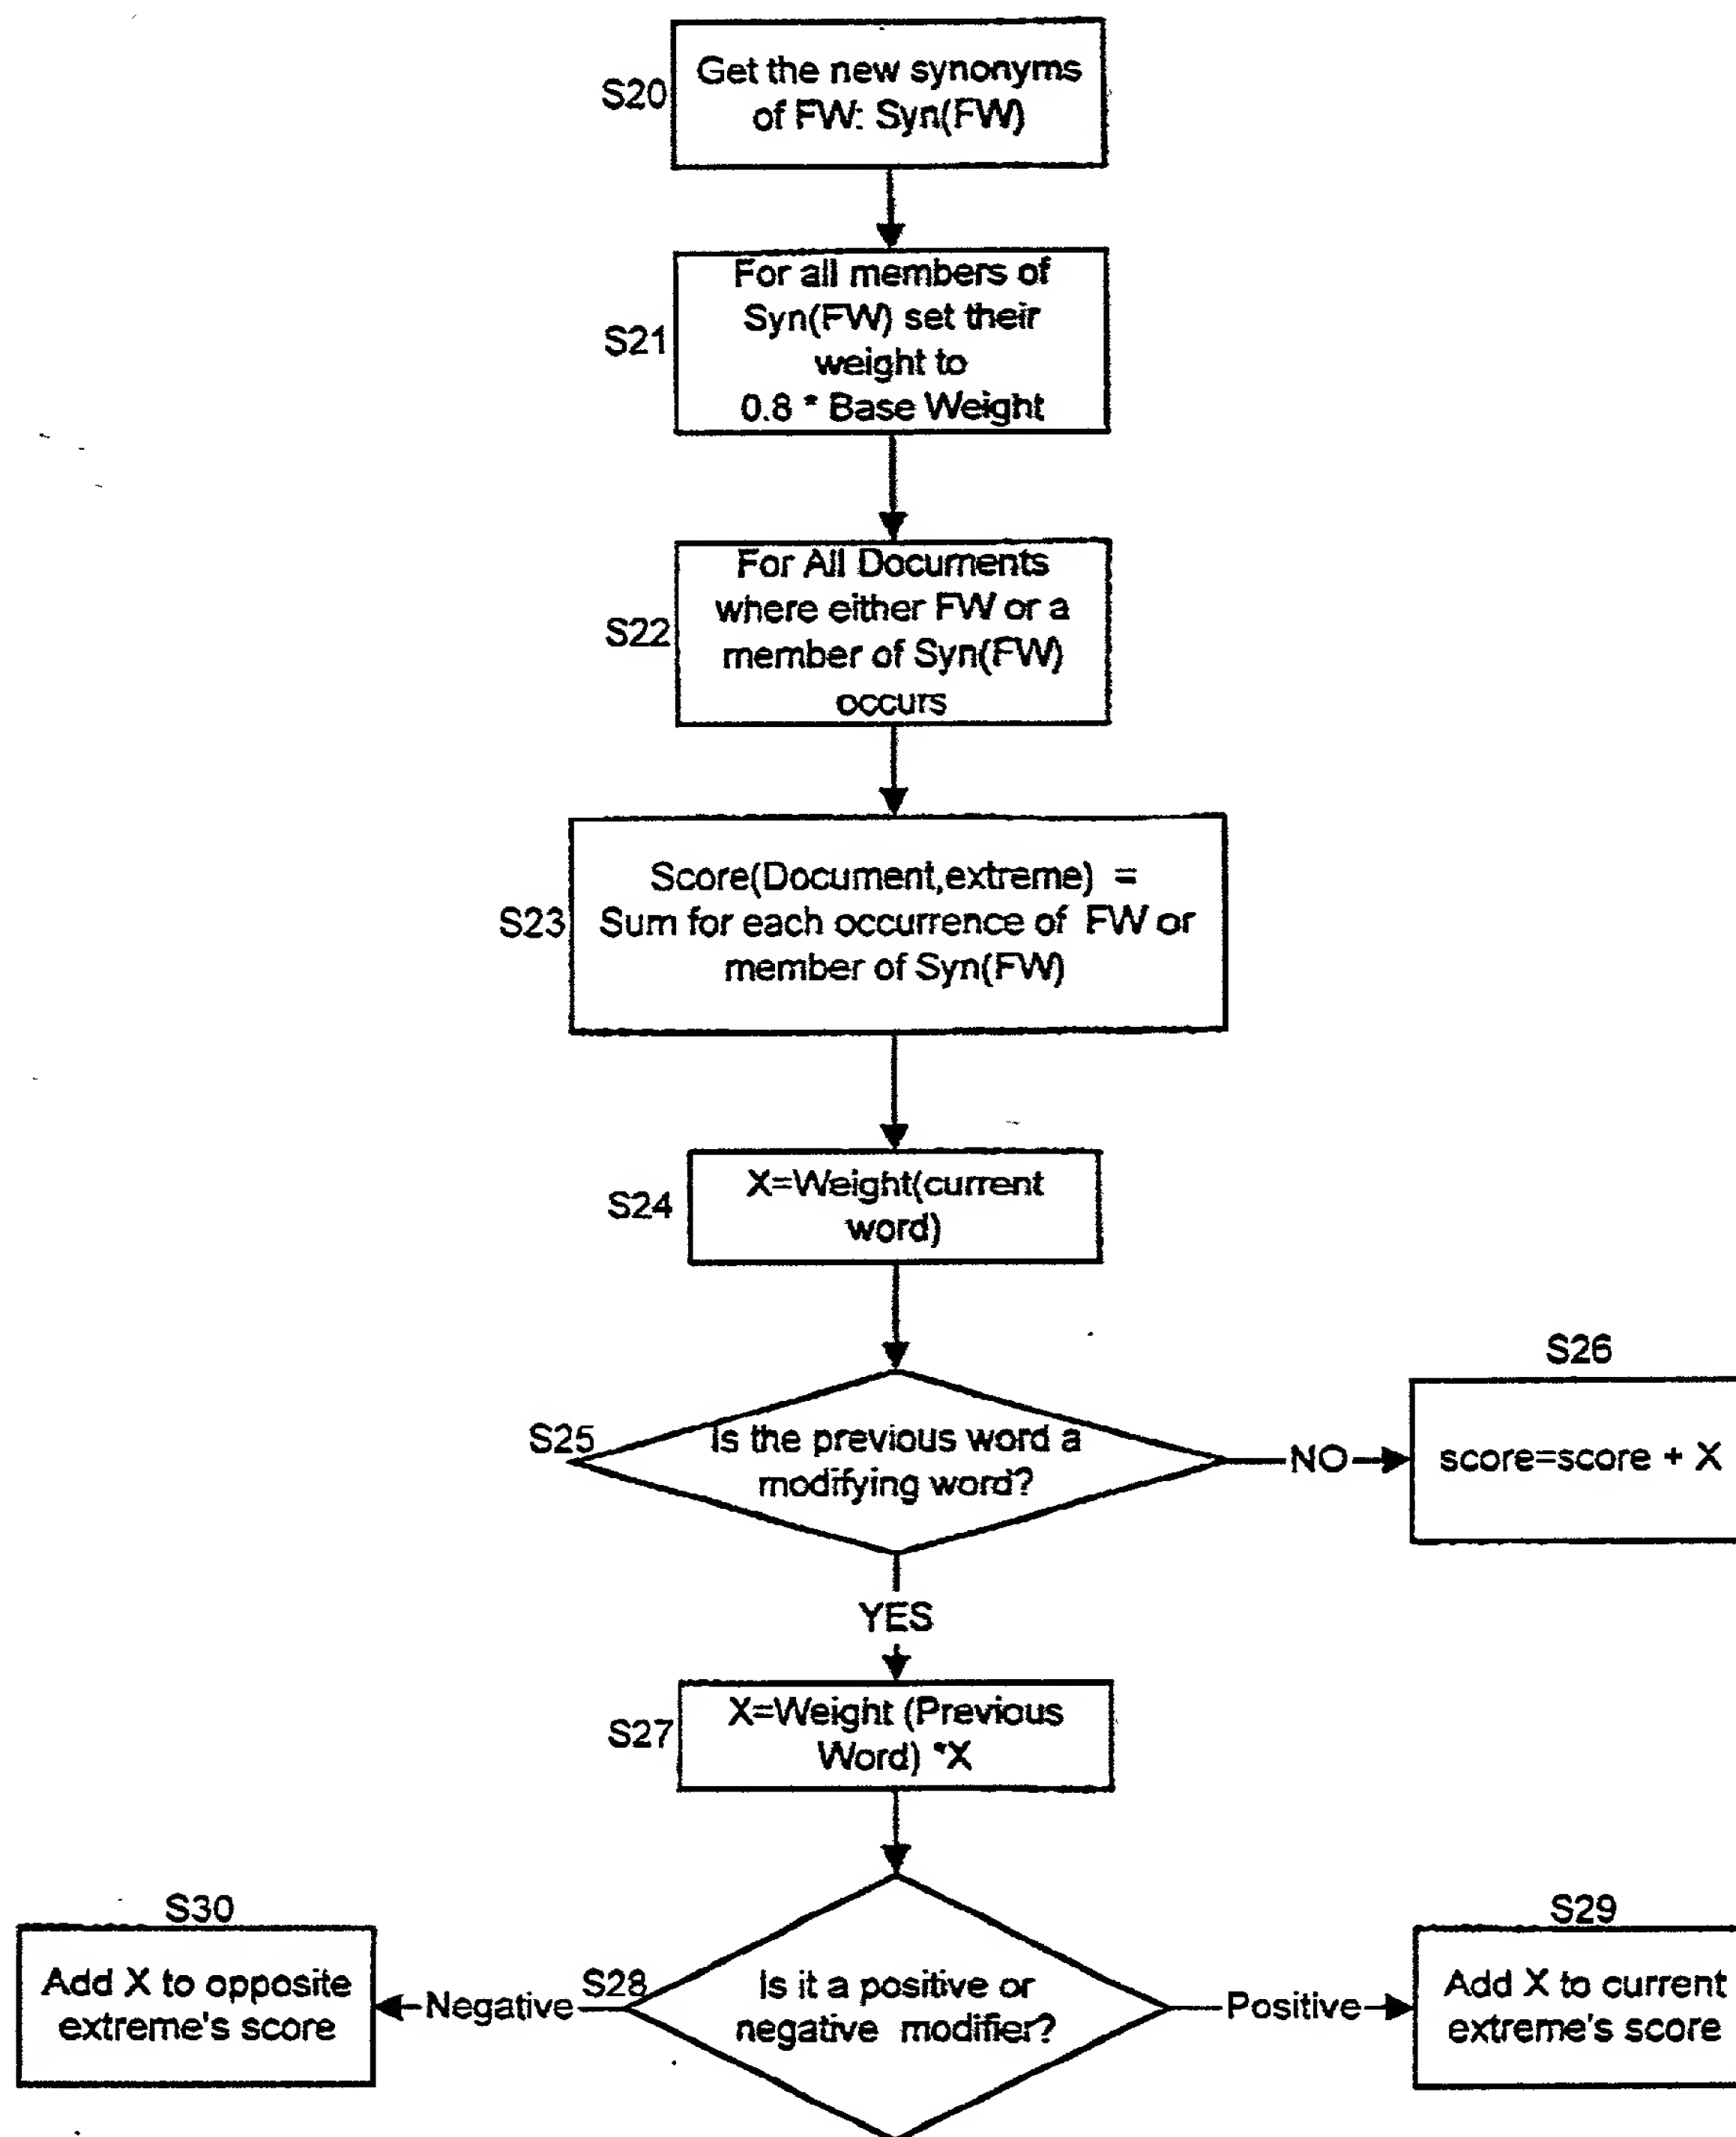 S20
Get the new synonyms
of FW: Syn(FW)
S21
For all members of
Syn(FW) set their
weight to
0.8 * Base Weight
S22
For All Documents
where either FW or a
member of Syn(FW)
occurs
S23
Score(Document,extreme) =
Sum for each occurrence of FW or
member of Syn(FW)
S24
X=Weight(current
word)
S25
Is the previous word a
modifying word?
NO
S26
score=score + X
YES
S27
X=Weight (Previous
Word) *X
S28
Is it a positive or
negative modifier?
Negative
S30
Add X to opposite
extreme's score
Positive
S29
Add X to current
extreme's score